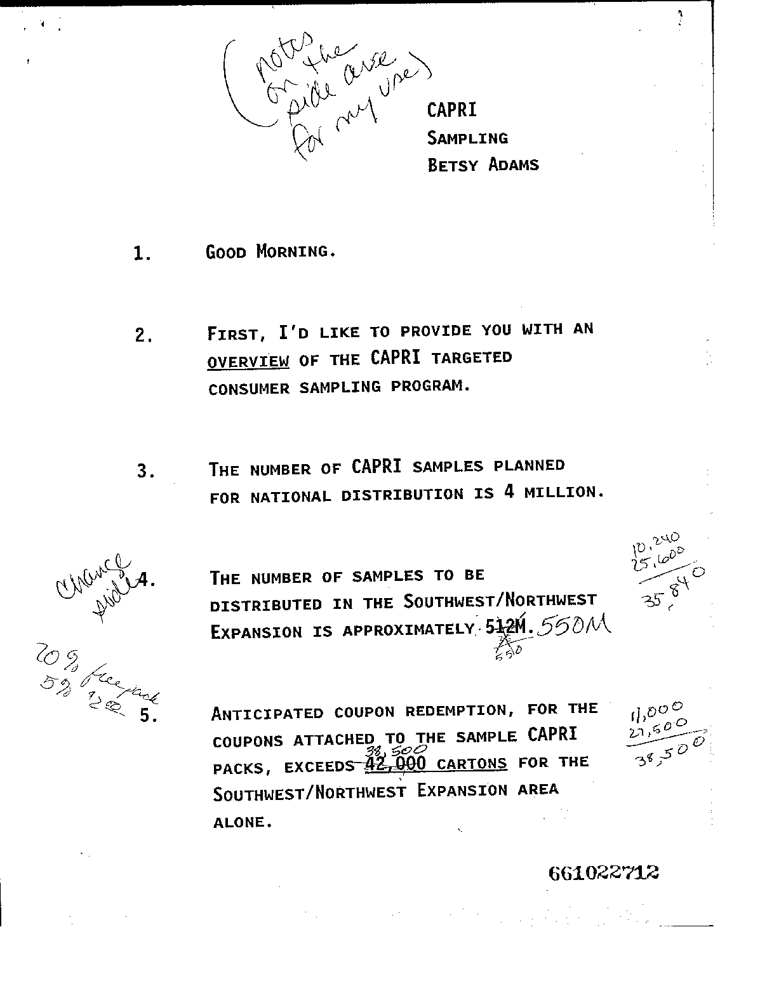 (notes
on the
side are
for my use)
CAPRI
SAMPLING
BETSY ADAMS
1. GOOD MORNING.
2. FIRST, I'D LIKE TO PROVIDE YOU WITH AN
OVERVIEW OF THE CAPRI TARGETED
CONSUMER SAMPLING PROGRAM.
3. THE NUMBER OF CAPRI SAMPLES PLANNED
FOR NATIONAL DISTRIBUTION IS 4 MILLION.
10,240
25,600
35,840
Change
slide
4. THE NUMBER OF SAMPLES TO BE
DISTRIBUTED IN THE SOUTHWEST/NORTHWEST
EXPANSION IS APPROXIMATELY 512M. 550M
550
20% free pack
5% $2.00
5. ANTICIPATED COUPON REDEMPTION, FOR THE
COUPONS ATTACHED TO THE SAMPLE CAPRI
38,500
PACKS, EXCEEDS 42,000 CARTONS FOR THE
SOUTHWEST/NORTHWEST EXPANSION AREA
ALONE.
11,000
27,500
38,500
661022712